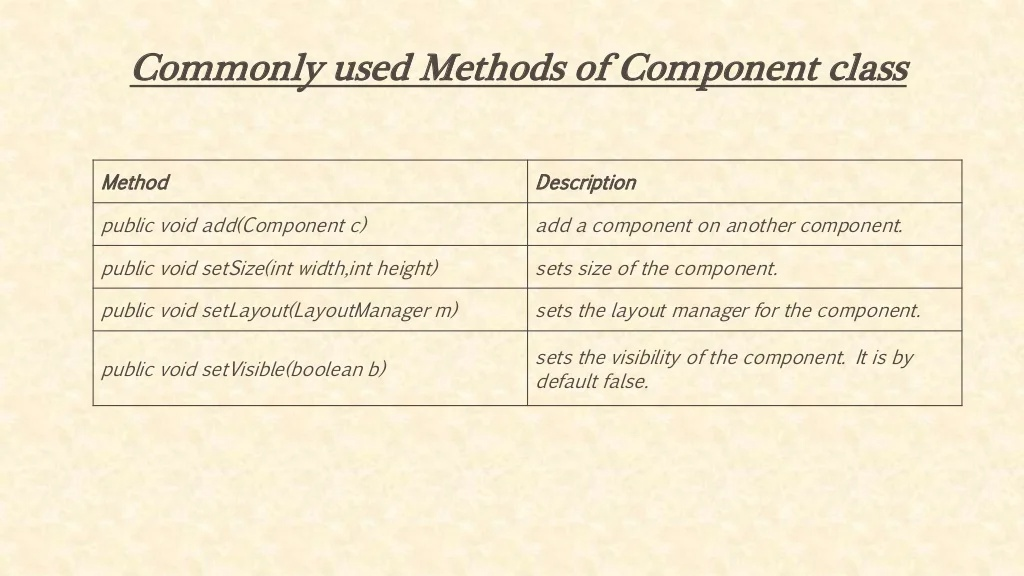 Commonly used Methods of Component class
Method
Description
public void add(Component c)
add a component on another component.
public void setSize(int width,int height)
sets size of the component.
public void setLayout(LayoutManager m)
sets the layout manager for the component.
public void setVisible(boolean b)
sets the visibility of the component. It is by
default false.